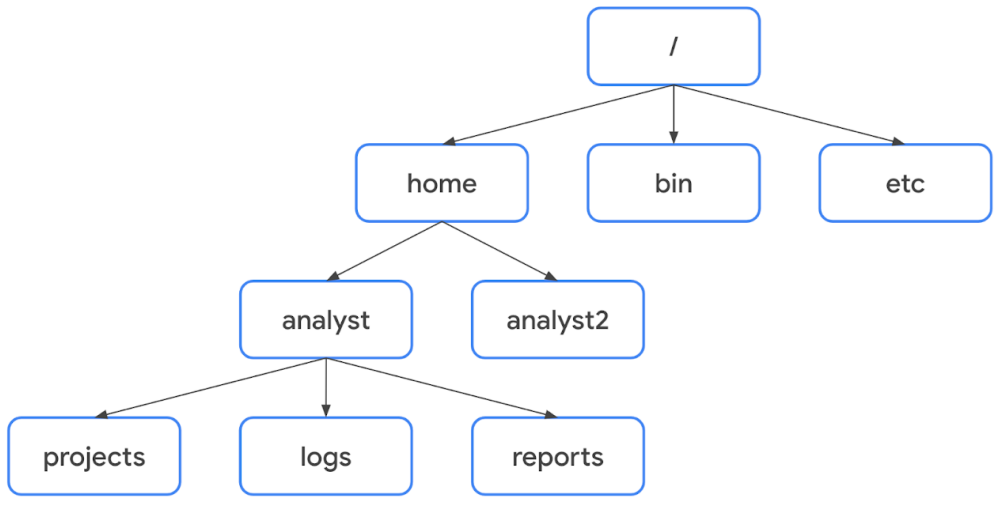 /
home
bin
etc
analyst
analyst2
projects
logs
reports